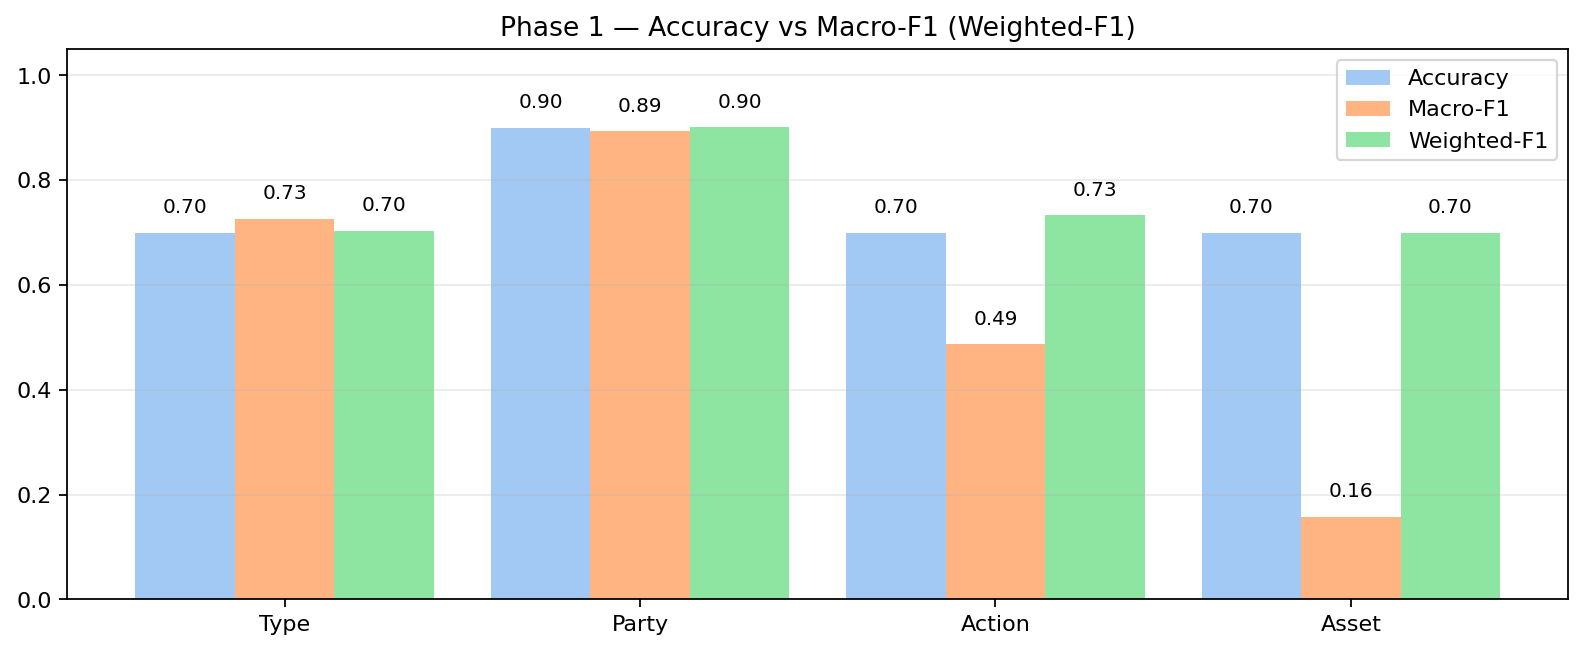 Phase 1 — Accuracy vs Macro-F1 (Weighted-F1)
1.0
0.8
0.6
0.4
0.2
0.0
Accuracy
Macro-F1
Weighted-F1
0.70
0.73
0.70
0.90
0.89
0.90
0.70
0.49
0.73
0.70
0.16
0.70
Type
Party
Action
Asset